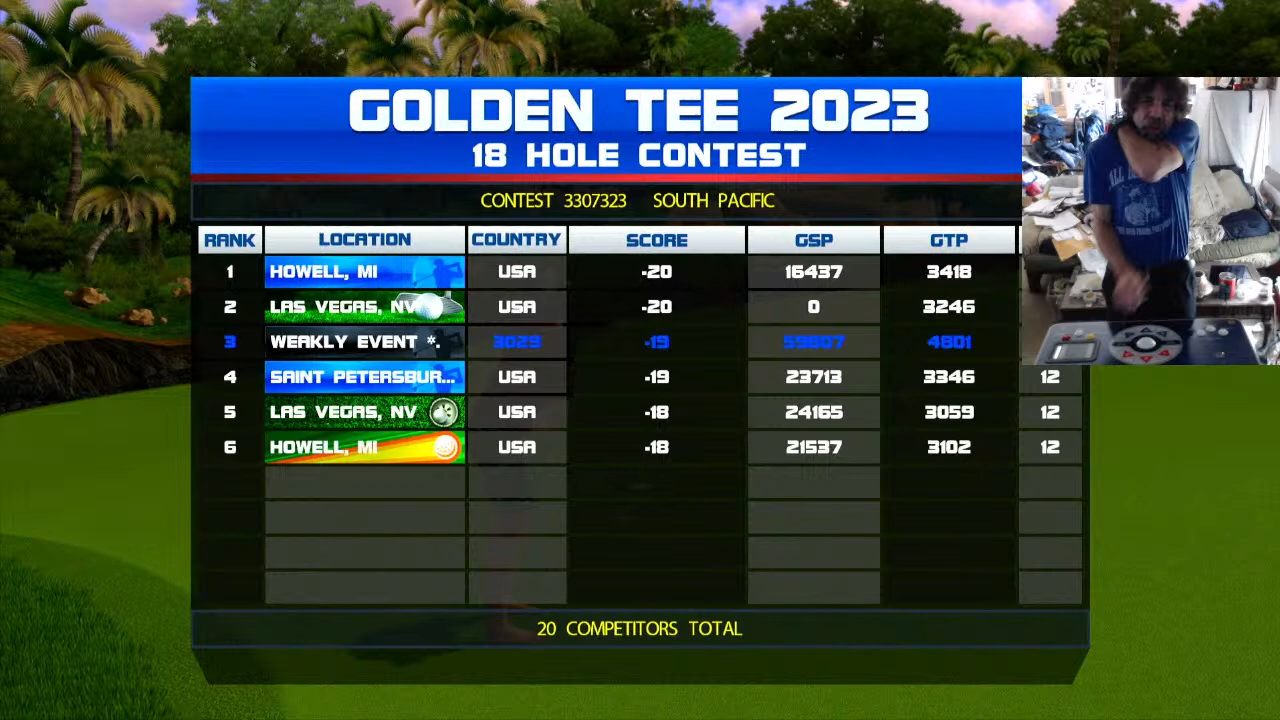 GOLDEN TEE 2023
18 HOLE CONTEST
CONTEST 3307323 SOUTH PACIFIC
RANK LOCATION COUNTRY SCORE GSP GTP
1 HOWELL, MI USA -20 16437 3418
2 LAS VEGAS, NV USA -20 0 3246
3 WEAKLY EVENT *. 3029 -19 59807 4801
4 SAINT PETERSBUR... USA -19 23713 3346 12
5 LAS VEGAS, NV USA -18 24165 3059 12
6 HOWELL, MI USA -18 21537 3102 12
20 COMPETITORS TOTAL